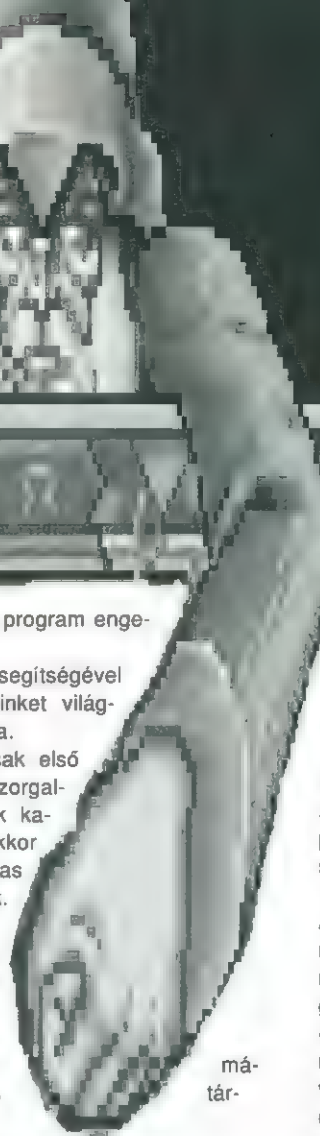 program enge-
segítségével
inket világ-
a.
sak első
zorgal-
k ka-
kkor
as
.
má-
tár-